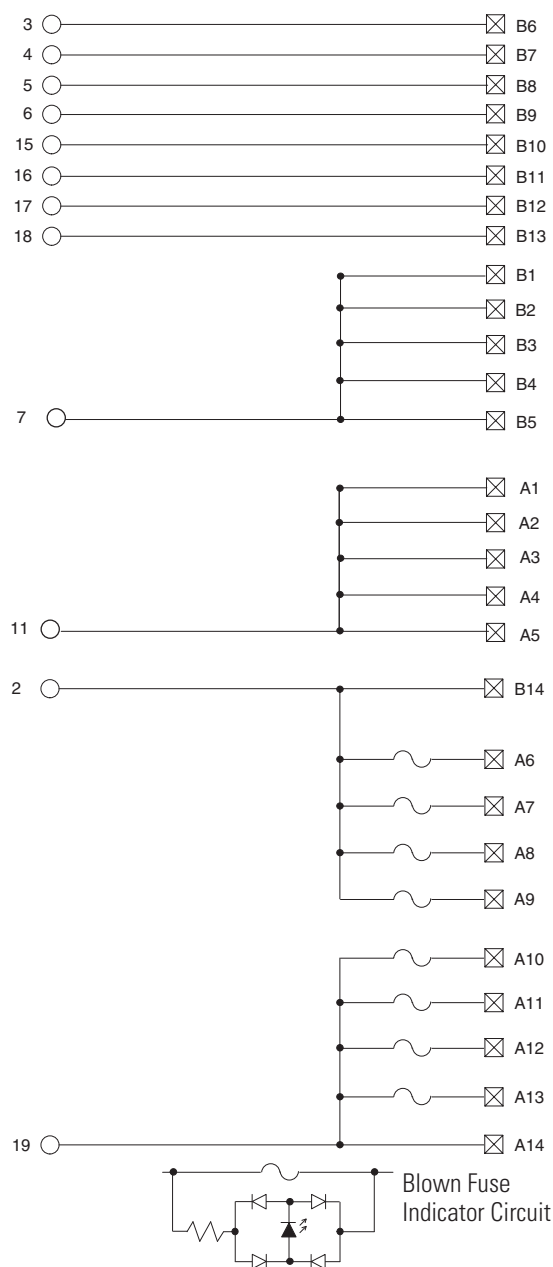 3 B6
4 B7
5 B8
6 B9
15 B10
16 B11
17 B12
18 B13
B1
B2
B3
B4
7 B5
A1
A2
A3
A4
11 A5
2 B14
A6
A7
A8
A9
A10
A11
A12
A13
19 A14
Blown Fuse
Indicator Circuit